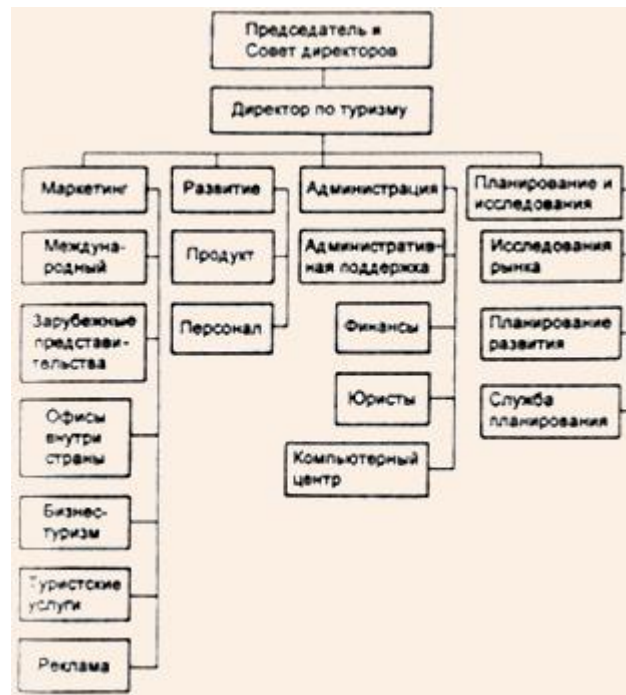 Председатель и
Совет директоров
Директор по туризму
Маркетинг
Междуна-
родный
Зарубежные
представи-
тельства
Офисы
внутри
страны
Бизнес-
туризм
Туристские
услуги
Реклама
Развитие
Продукт
Персонал
Администрация
Административ-
ная поддержка
Финансы
Юристы
Компьютерный
центр
Планирование и
исследования
Исследования
рынка
Планирование
развития
Служба
планирования